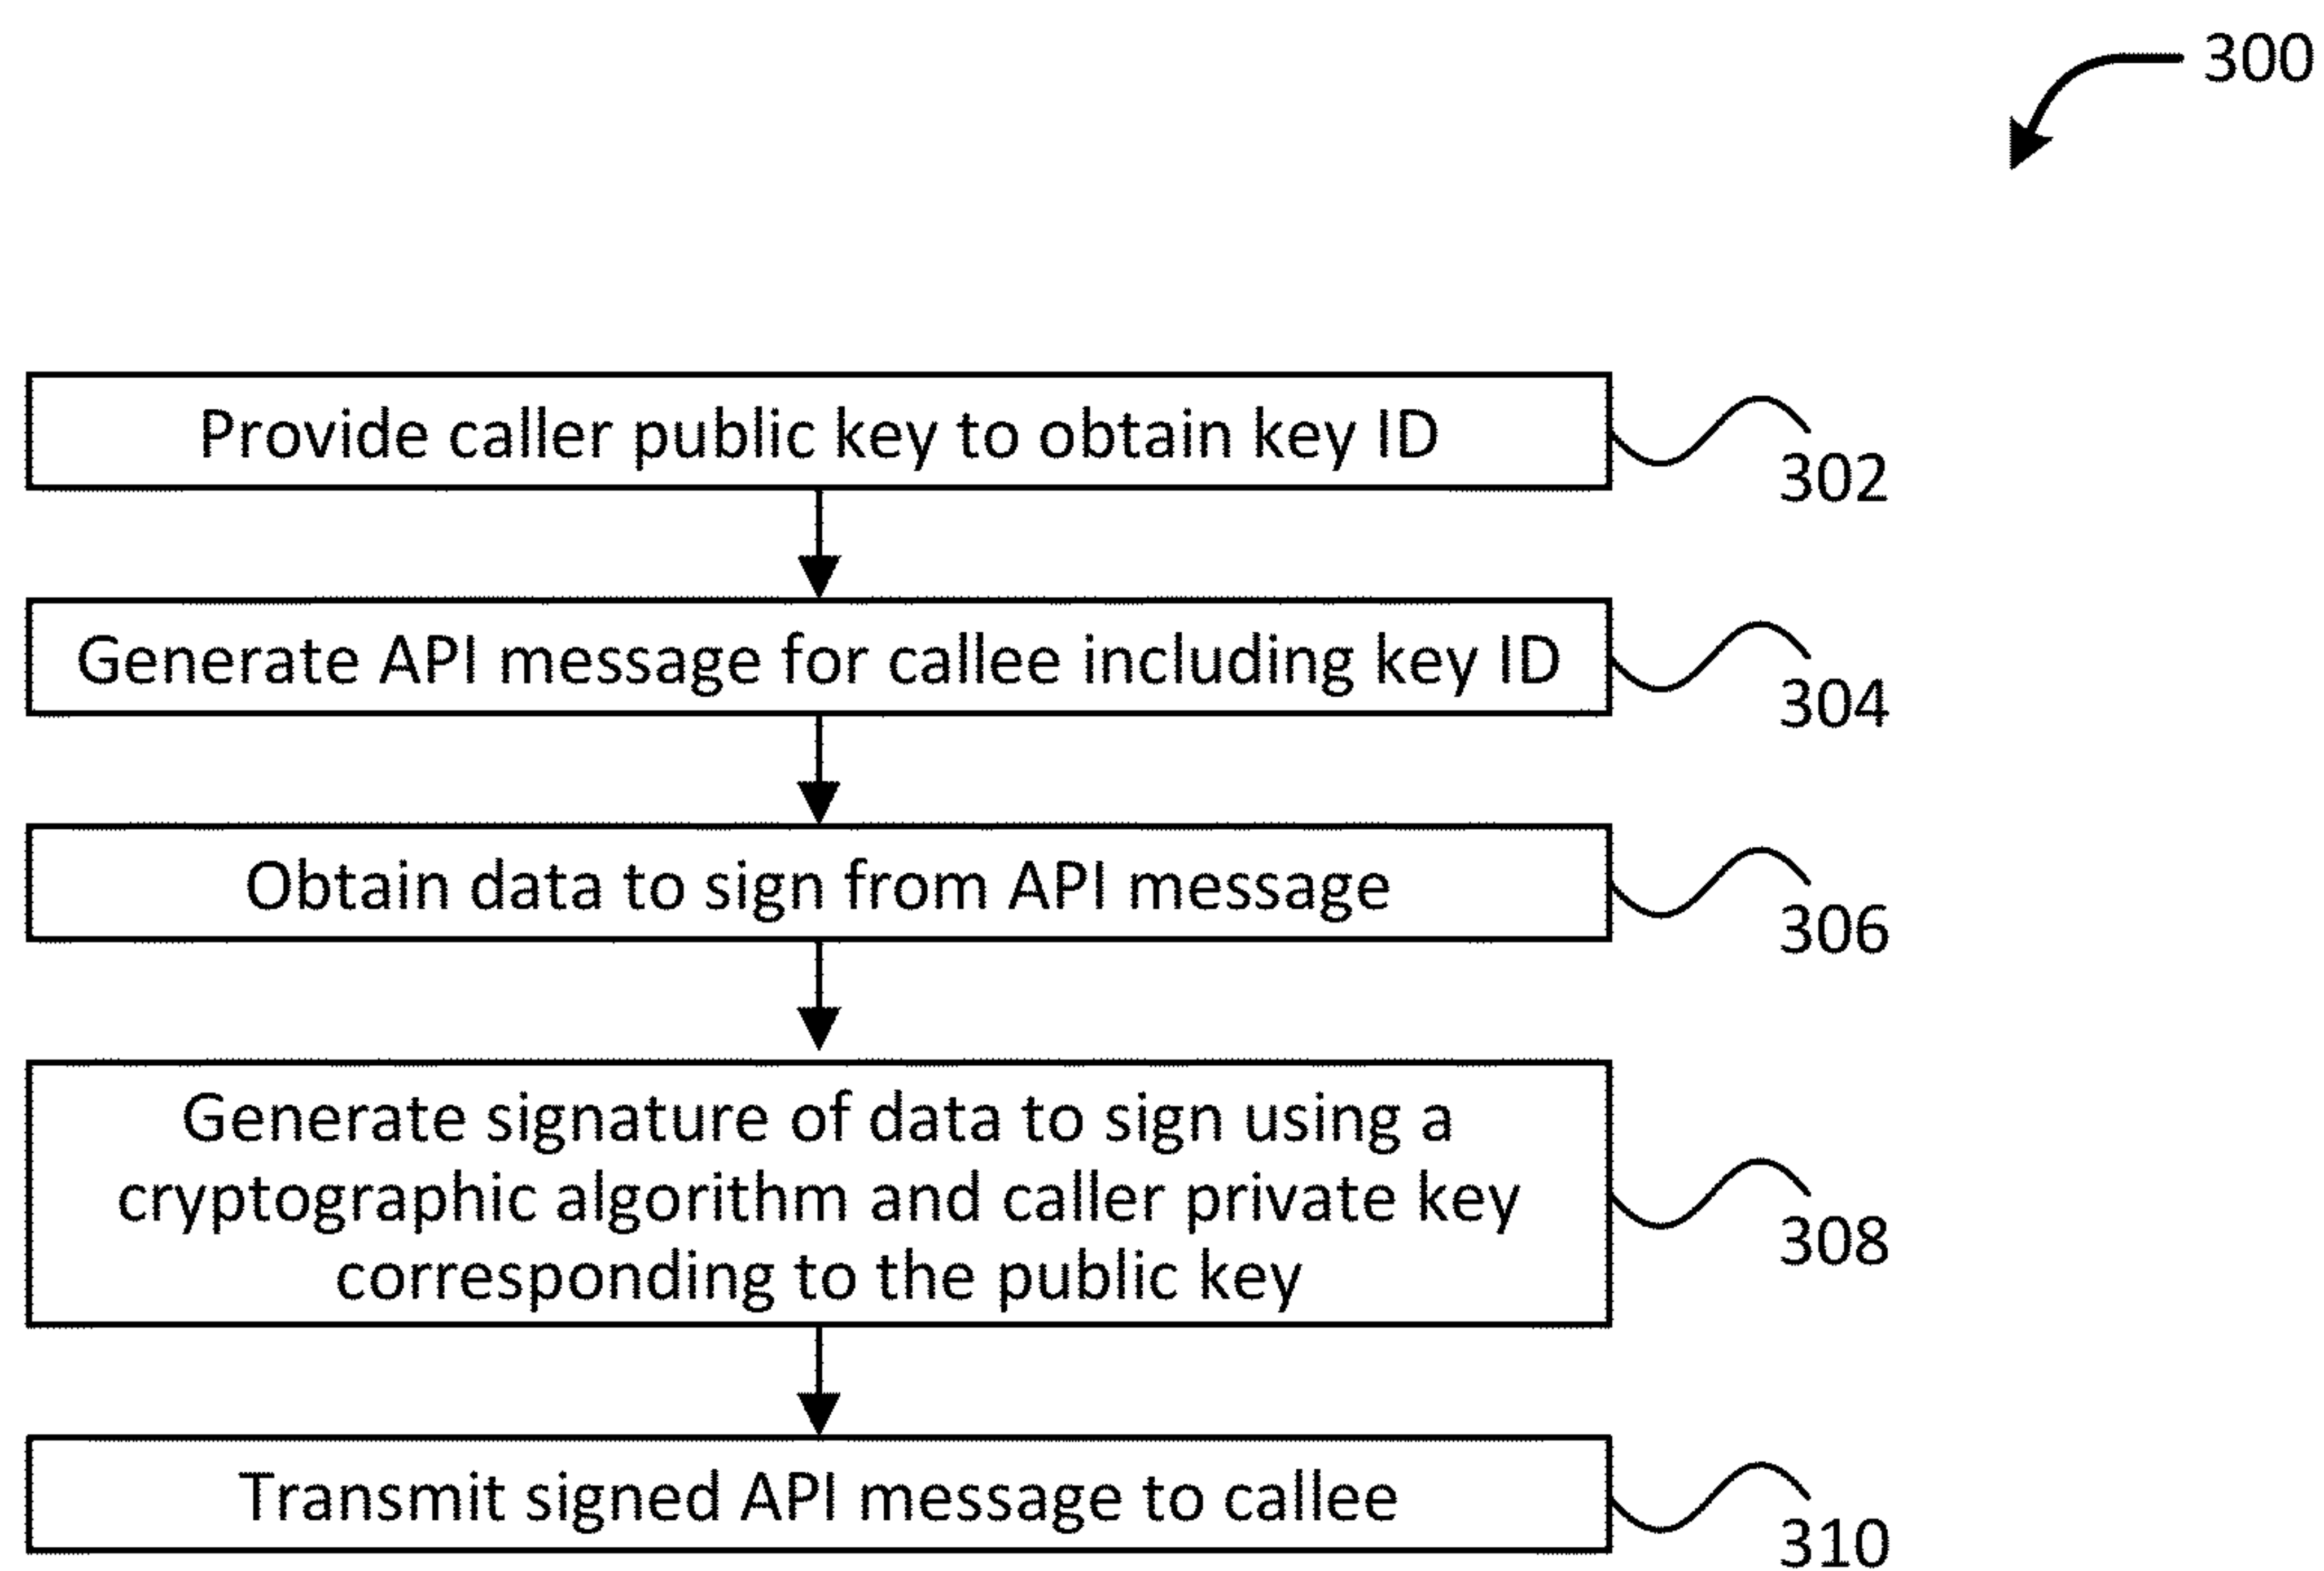 300
Provide caller public key to obtain key ID
302
Generate API message for callee including key ID
304
Obtain data to sign from API message
306
Generate signature of data to sign using a
cryptographic algorithm and caller private key
corresponding to the public key
308
Transmit signed API message to callee
310